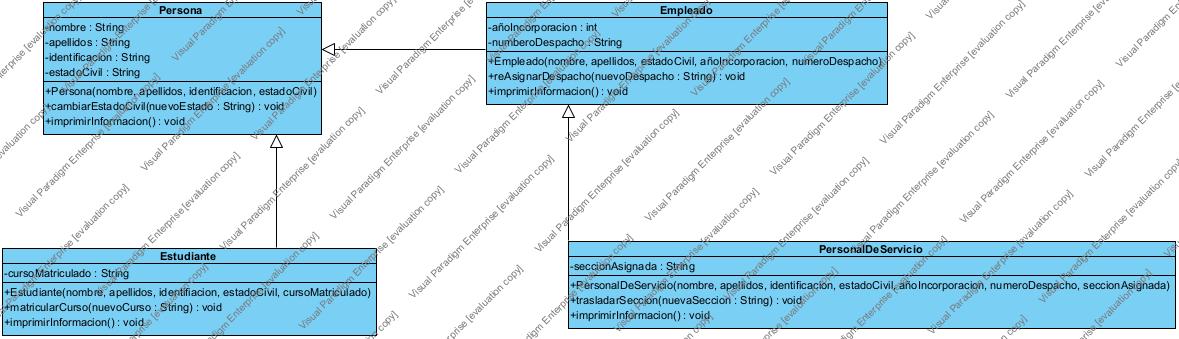 Persona
-nombre : String
-apellidos : String
-identificacion : String
-estadoCivil : String
+Persona(nombre, apellidos, identificacion, estadoCivil)
+cambiarEstadoCivil(nuevoEstado : String) : void
+imprimirInformacion() : void
Empleado
-añoIncorporacion : int
-numberoDespacho : String
+Empleado(nombre, apellidos, estadoCivil, añoIncorporacion, numeroDespacho)
+reAsignarDespacho(nuevoDespacho : String) : void
+imprimirInformacion() : void
Estudiante
-cursoMatriculado : String
+Estudiante(nombre, apellidos, identifiacion, estadoCivil, cursoMatriculado)
+matricularCurso(nuevoCurso : String) : void
+imprimirInformacion() : void
PersonalDeServicio
-seccionAsignada : String
+PersonalDeServicio(nombre, apellidos, identificacion, estadoCivil, añoIncorporacion, numeroDespacho, seccionAsignada)
+trasladarSeccion(nuevaSeccion : String) : void
+imprimirInformacion() : void
Visual Paradigm Enterprise [evaluation copy]